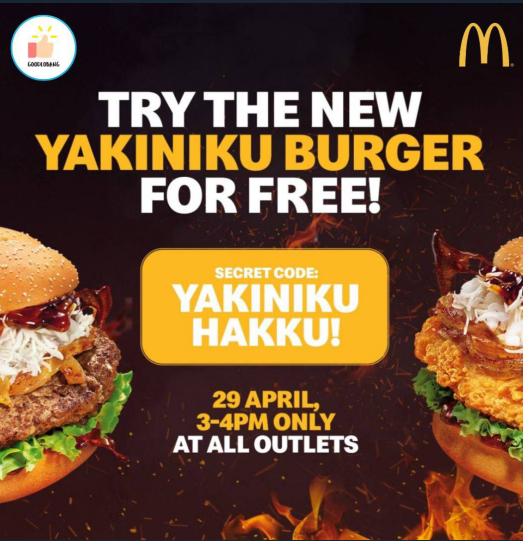 GOODLOBANG
TRY THE NEW
YAKINIKU BURGER
FOR FREE!
SECRET CODE:
YAKINIKU
HAKKU!
29 APRIL,
3-4PM ONLY
AT ALL OUTLETS